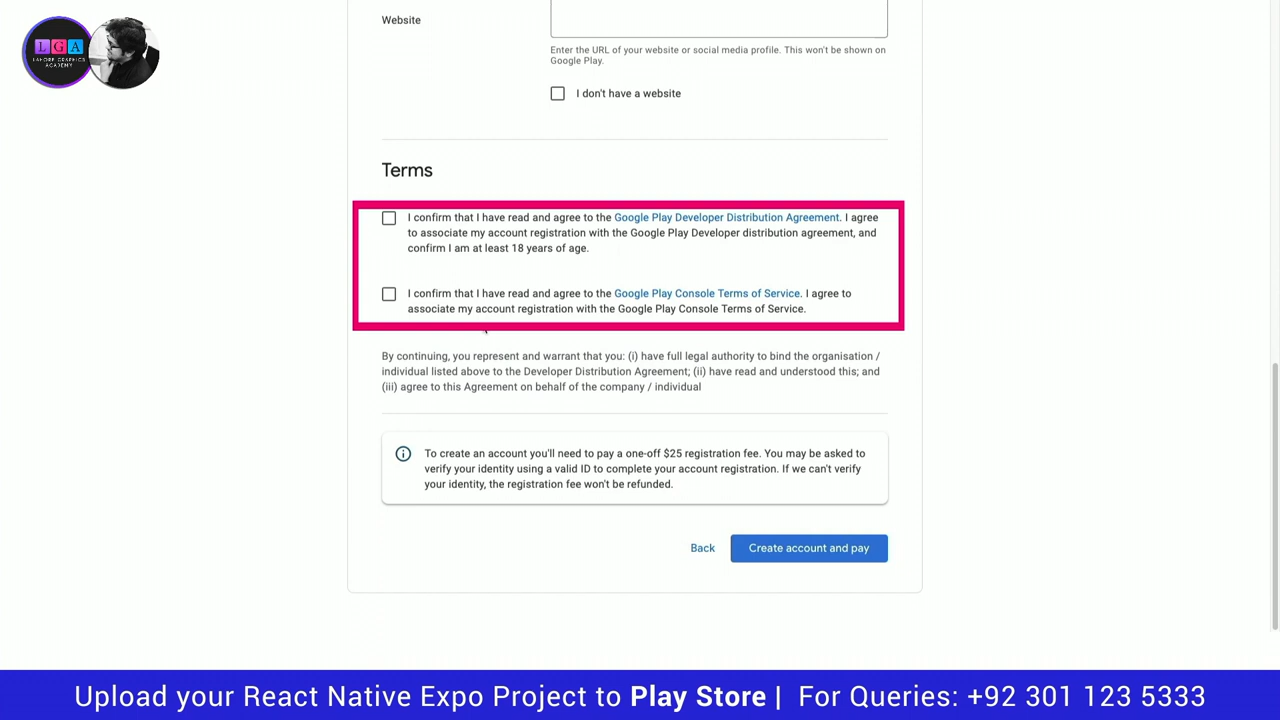 LGA
LAHORE GRAPHICS
ACADEMY
Website
Enter the URL of your website or social media profile. This won't be shown on
Google Play.
I don't have a website
Terms
I confirm that I have read and agree to the Google Play Developer Distribution Agreement. I agree
to associate my account registration with the Google Play Developer distribution agreement, and
confirm I am at least 18 years of age.
I confirm that I have read and agree to the Google Play Console Terms of Service. I agree to
associate my account registration with the Google Play Console Terms of Service.
By continuing, you represent and warrant that you: (i) have full legal authority to bind the organisation /
individual listed above to the Developer Distribution Agreement; (ii) have read and understood this; and
(iii) agree to this Agreement on behalf of the company / individual
To create an account you'll need to pay a one-off $25 registration fee. You may be asked to
verify your identity using a valid ID to complete your account registration. If we can't verify
your identity, the registration fee won't be refunded.
Back
Create account and pay
Upload your React Native Expo Project to Play Store | For Queries: +92 301 123 5333